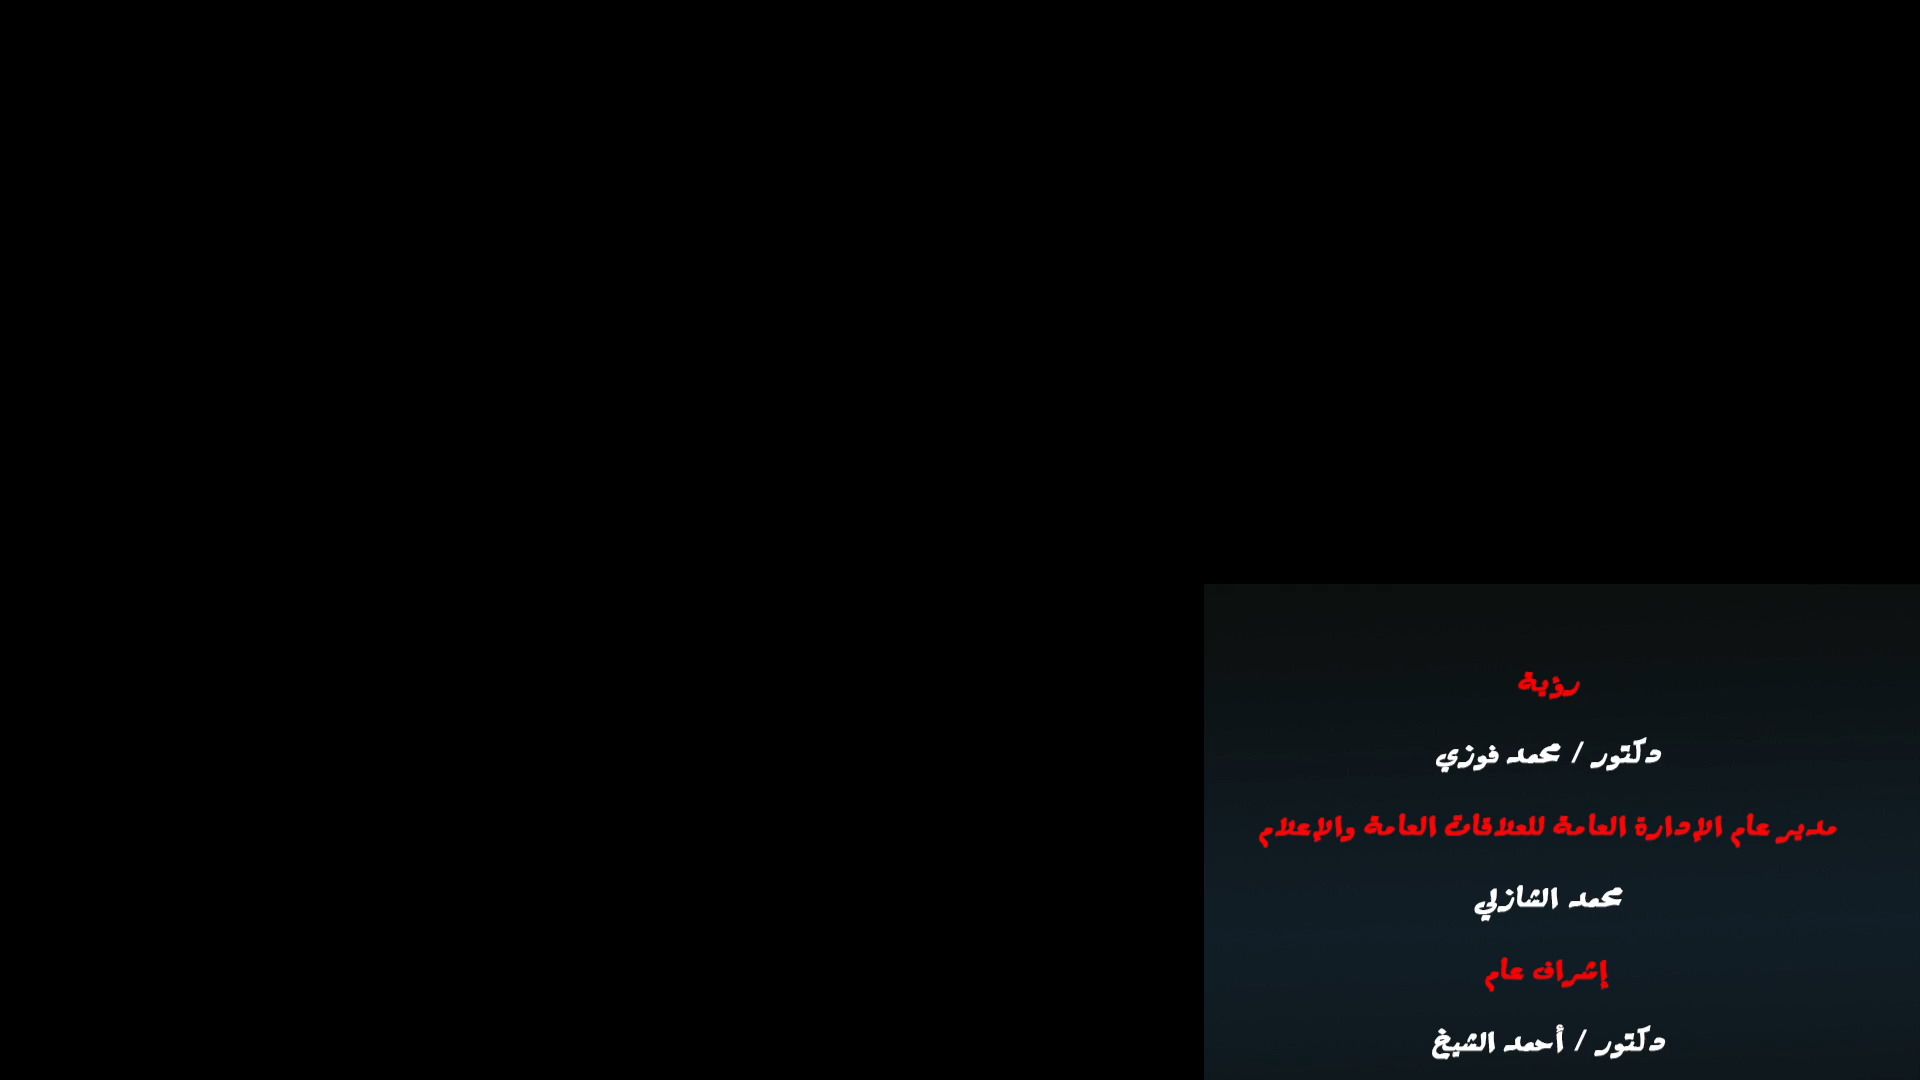 رؤية
دكتور / محمد فوزي
مدير عام الإدارة العامة للعلاقات العامة والإعلام
محمد الشازلي
إشراف عام
دكتور / أحمد الشيخ